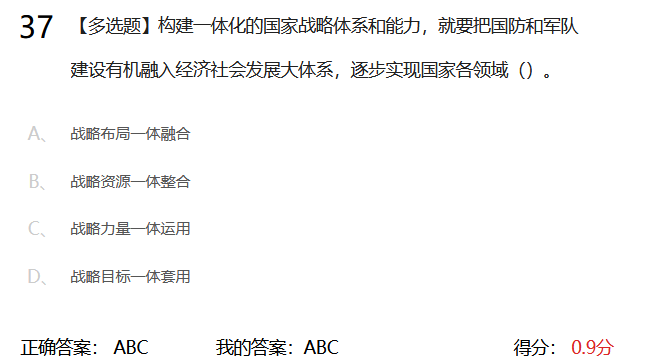 37 【多选题】构建一体化的国家战略体系和能力，就要把国防和军队
建设有机融入经济社会发展大体系，逐步实现国家各领域（）。
A、 战略布局一体融合
B、 战略资源一体整合
C、 战略力量一体运用
D、 战略目标一体套用
正确答案： ABC 我的答案：ABC 得分： 0.9分